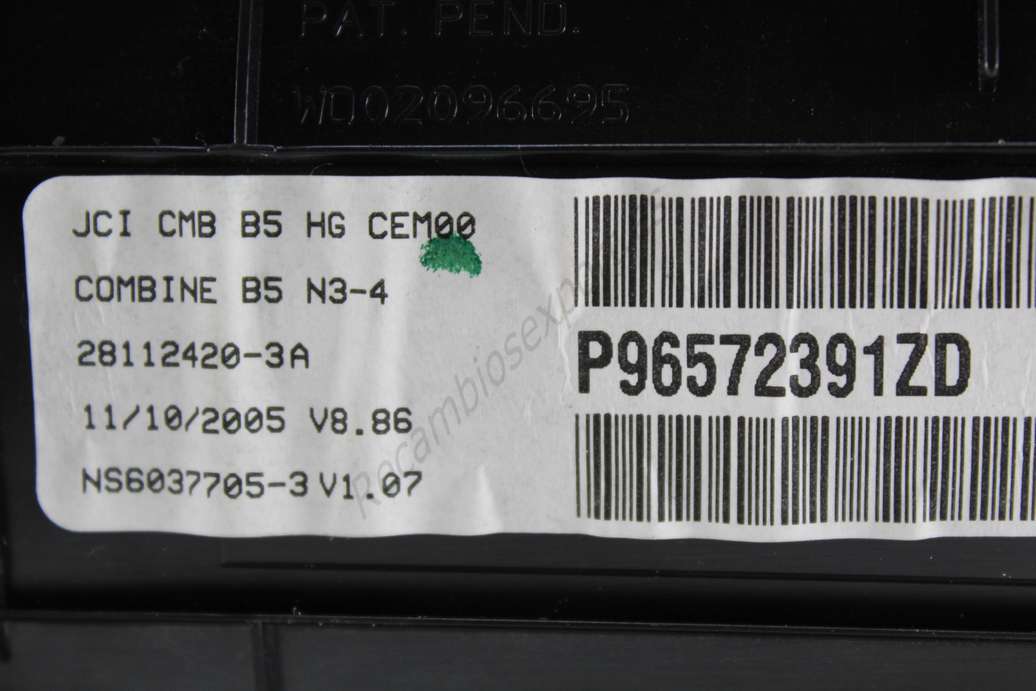 PAT. PEND.
W002096695
JCI CMB B5 HG CEM00
COMBINE B5 N3-4
28112420-3A
11/10/2005 V8.86
NS6037705-3 V1.07
P96572391ZD